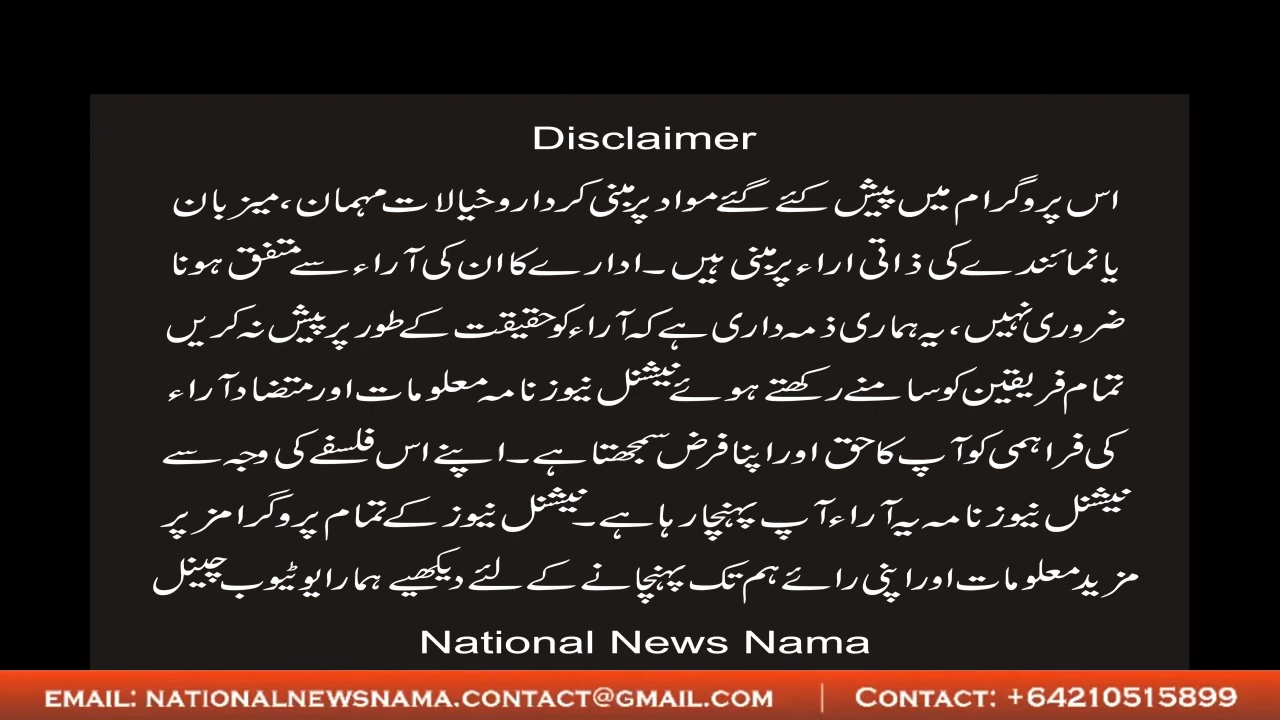 Disclaimer
اس پروگرام میں پیش کئے گئے مواد پر مبنی کردار و خیالات مہمان، میزبان
یا نمائندے کی ذاتی اراء پر مبنی ہیں ۔ ادارے کا ان کی آراء سے متفق ہونا
ضروری نہیں، یہ ہماری ذمہ داری ہے کہ آراء کو حقیقت کے طور پر پیش نہ کریں
تمام فریقین کو سامنے رکھتے ہوئے نیشنل نیوز نامہ معلومات اور متضاد آراء
کی فراہمی کو آپ کا حق اور اپنا فرض سمجھتا ہے ۔ اپنے اس فلسفے کی وجہ سے
نیشنل نیوز نامہ یہ آراء آپ پہنچا رہا ہے ۔ نیشنل نیوز کے تمام پروگرامز پر
مزید معلومات اور اپنی رائے ہم تک پہنچانے کے لئے دیکھیے ہمارا یوٹیوب چینل
National News Nama
EMAIL: NATIONALNEWSNAMA.CONTACT@GMAIL.COM | CONTACT: +64210515899